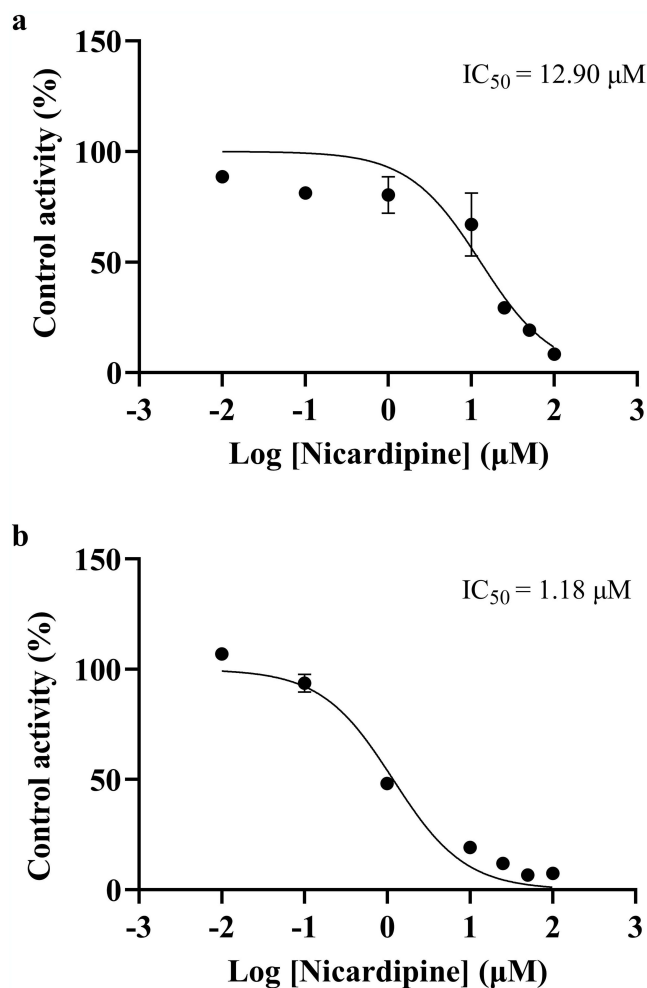 a
IC50 = 12.90 μM
150
100
50
0
Control activity (%)
-3 -2 -1 0 1 2 3
Log [Nicardipine] (μM)
b
IC50 = 1.18 μM
150
100
50
0
Control activity (%)
-3 -2 -1 0 1 2 3
Log [Nicardipine] (μM)